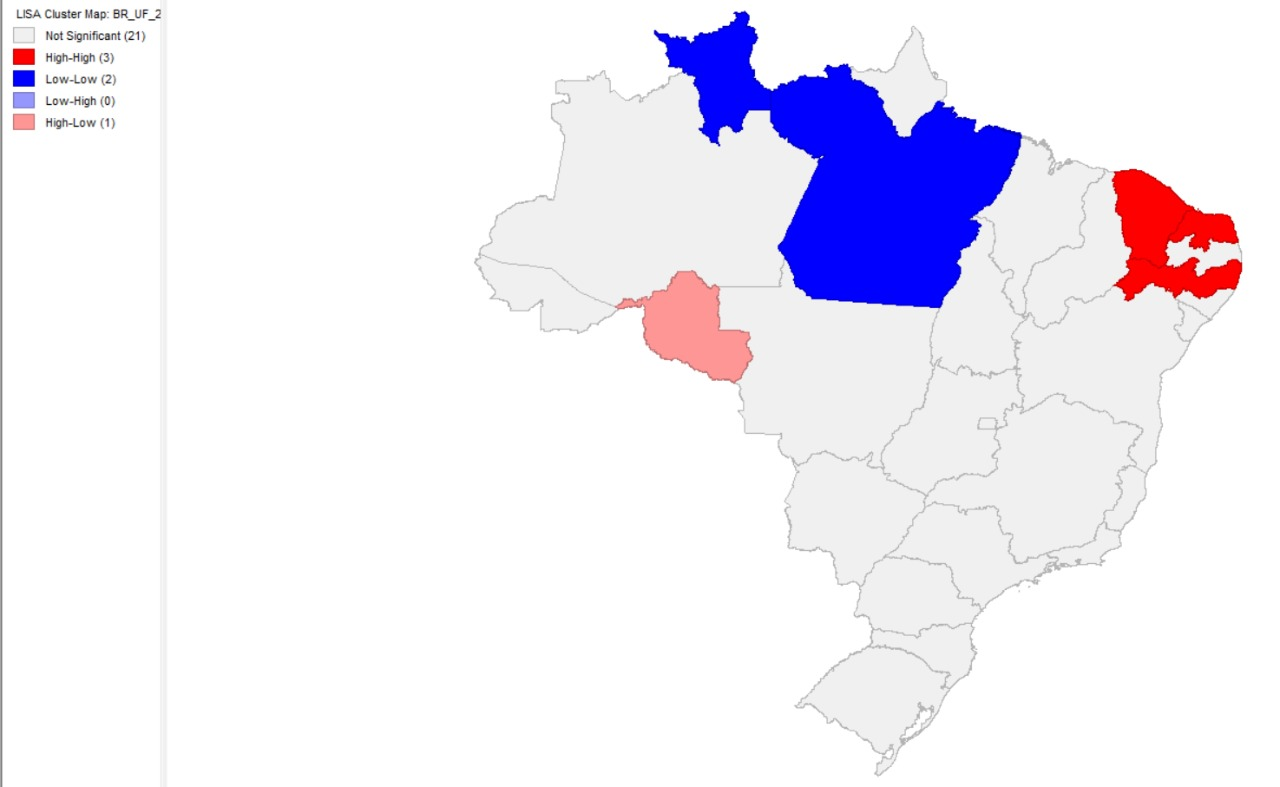 LISA Cluster Map: BR_UF_2
Not Significant (21)
High-High (3)
Low-Low (2)
Low-High (0)
High-Low (1)